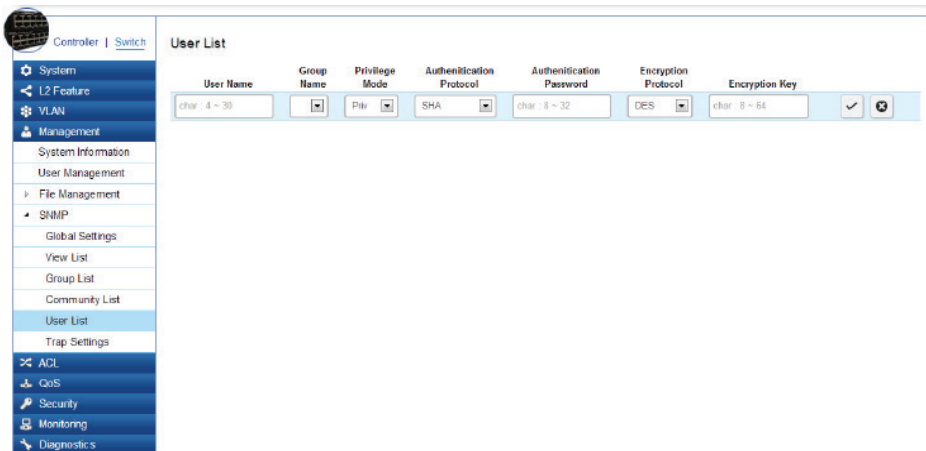 Controller | Switch
User List
System
L2 Feature
VLAN
Management
System Information
User Management
File Management
SNMP
Global Settings
View List
Group List
Community List
User List
Trap Settings
ACL
QoS
Security
Monitoring
Diagnostics
User Name
Group Name
Privilege Mode
Authenitication Protocol
Authenitication Password
Encryption Protocol
Encryption Key
char : 4 ~ 30
Priv
SHA
char : 8 ~ 32
DES
char : 8 ~ 64